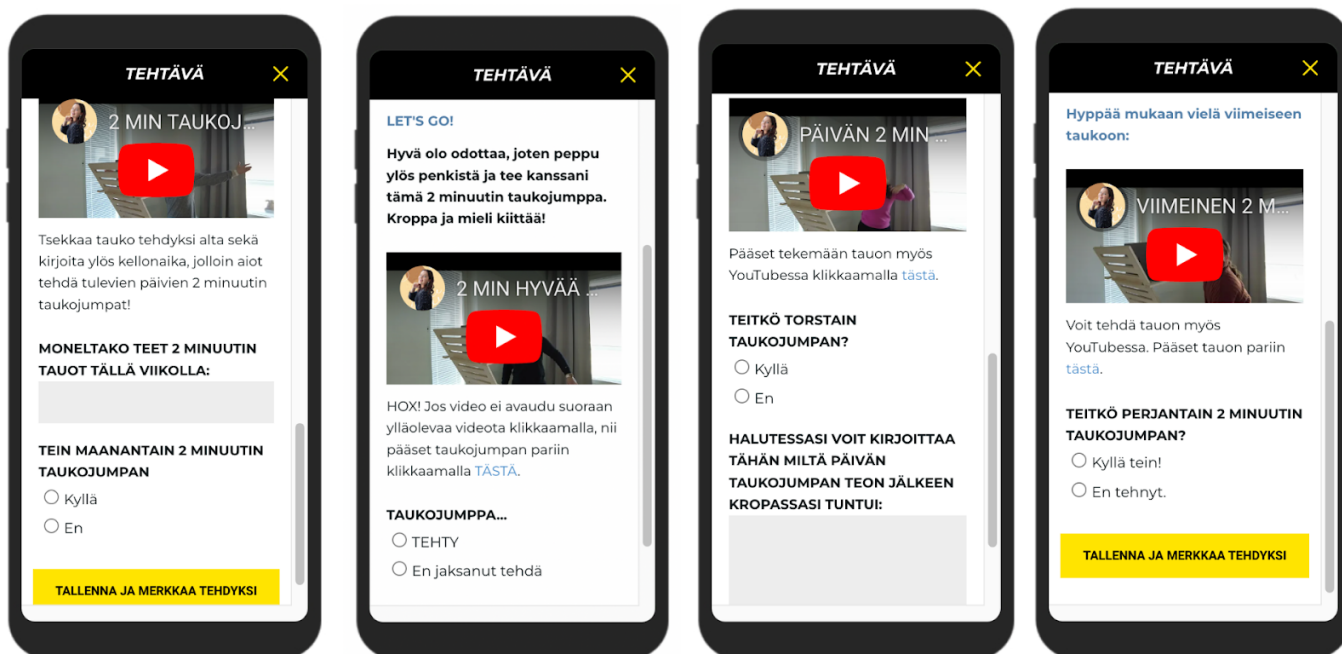 TEHTÄVÄ
2 MIN TAUKOJ...
Tsekkaa tauko tehdyksi alta sekä
kirjoita ylös kellonaika, jolloin aiot
tehdä tulevien päivien 2 minuutin
taukojumpat!
MONELTAKO TEET 2 MINUUTIN
TAUOT TÄLLÄ VIIKOLLA:
TEIN MAANANTAIN 2 MINUUTIN
TAUKOJUMPAN
Kyllä
En
TALLENNA JA MERKKAA TEHDYKSI
TEHTÄVÄ
LET'S GO!
Hyvä olo odottaa, joten peppu
ylös penkistä ja tee kanssani
tämä 2 minuutin taukojumppa.
Kroppa ja mieli kiittää!
2 MIN HYVÄÄ ...
HOX! Jos video ei avaudu suoraan
ylläolevaa videota klikkaamalla, nii
pääset taukojumpan pariin
klikkaamalla TÄSTÄ.
TAUKOJUMPPA...
TEHTY
En jaksanut tehdä
TEHTÄVÄ
PÄIVÄN 2 MIN ...
Pääset tekemään tauon myös
YouTubessa klikkaamalla tästä.
TEITKÖ TORSTAIN
TAUKOJUMPAN?
Kyllä
En
HALUTESSASI VOIT KIRJOITTAA
TÄHÄN MILTÄ PÄIVÄN
TAUKOJUMPAN TEON JÄLKEEN
KROPASSASI TUNTUI:
TEHTÄVÄ
Hyppää mukaan vielä viimeiseen
taukoon:
VIIMEINEN 2 M...
Voit tehdä tauon myös
YouTubessa. Pääset tauon pariin
tästä.
TEITKÖ PERJANTAIN 2 MINUUTIN
TAUKOJUMPAN?
Kyllä tein!
En tehnyt.
TALLENNA JA MERKKAA TEHDYKSI